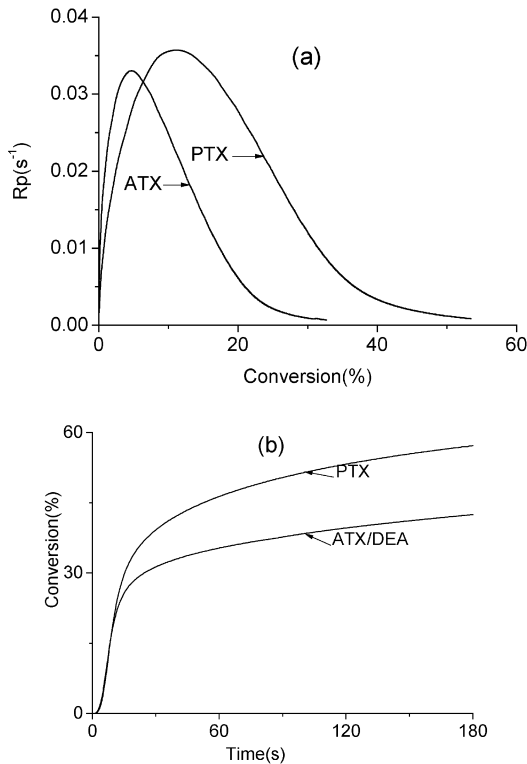 (a)
0.04
0.03
0.02
0.01
0.00
Rp(s⁻¹)
PTX
ATX
0 20 40 60
Conversion(%)
(b)
60
30
0
Conversion(%)
PTX
ATX/DEA
0 60 120 180
Time(s)